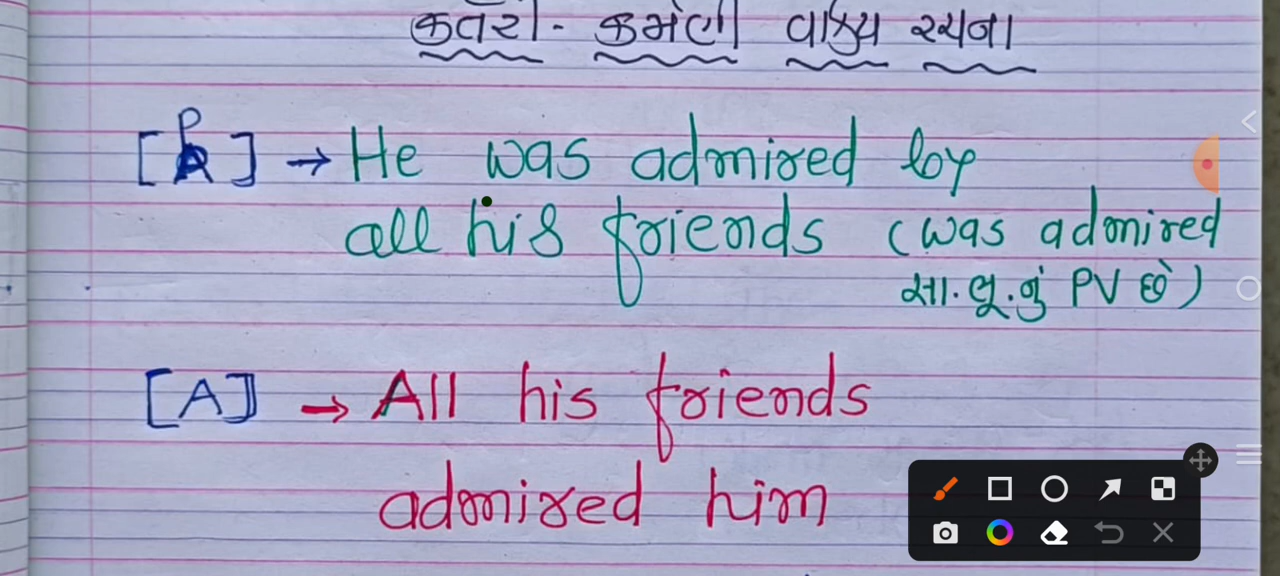 કર્તરી - કર્મણી વાક્ય રચના
[P] → He was admired by
all his friends (was admired
સા.ભૂ.નું PV છે)
[A] → All his friends
admired him